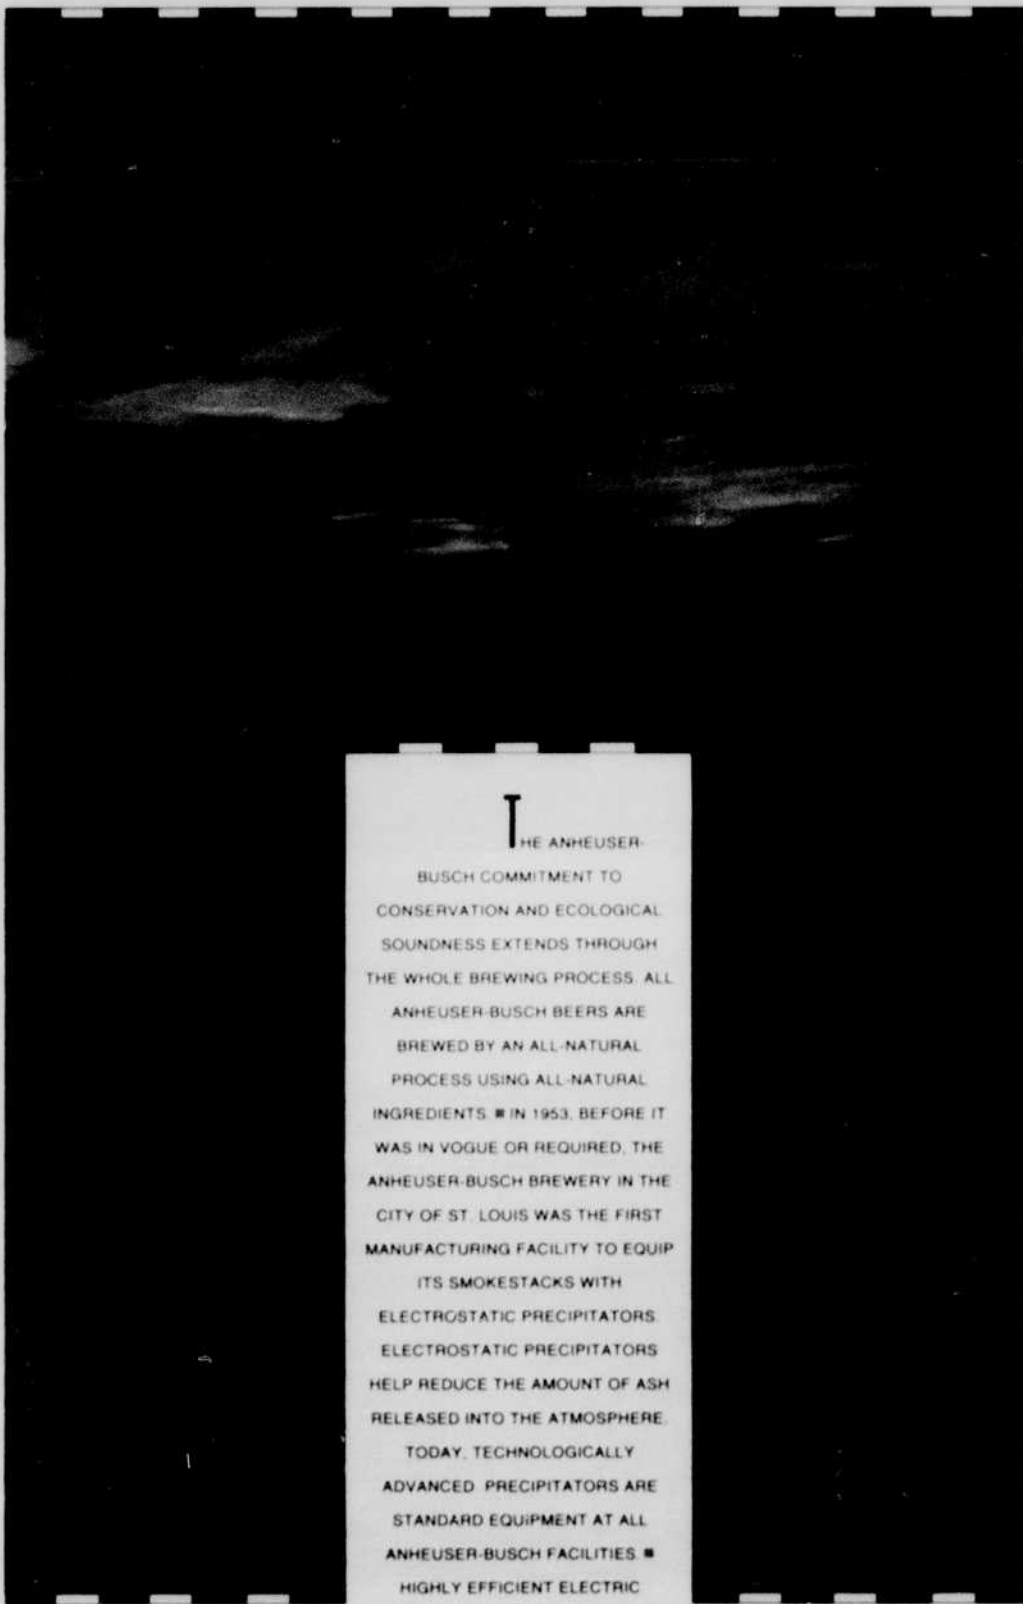 THE ANHEUSER-
BUSCH COMMITMENT TO
CONSERVATION AND ECOLOGICAL
SOUNDNESS EXTENDS THROUGH
THE WHOLE BREWING PROCESS. ALL
ANHEUSER-BUSCH BEERS ARE
BREWED BY AN ALL-NATURAL
PROCESS USING ALL-NATURAL
INGREDIENTS. ■ IN 1953, BEFORE IT
WAS IN VOGUE OR REQUIRED, THE
ANHEUSER-BUSCH BREWERY IN THE
CITY OF ST. LOUIS WAS THE FIRST
MANUFACTURING FACILITY TO EQUIP
ITS SMOKESTACKS WITH
ELECTROSTATIC PRECIPITATORS.
ELECTROSTATIC PRECIPITATORS
HELP REDUCE THE AMOUNT OF ASH
RELEASED INTO THE ATMOSPHERE.
TODAY, TECHNOLOGICALLY
ADVANCED PRECIPITATORS ARE
STANDARD EQUIPMENT AT ALL
ANHEUSER-BUSCH FACILITIES. ■
HIGHLY EFFICIENT ELECTRIC